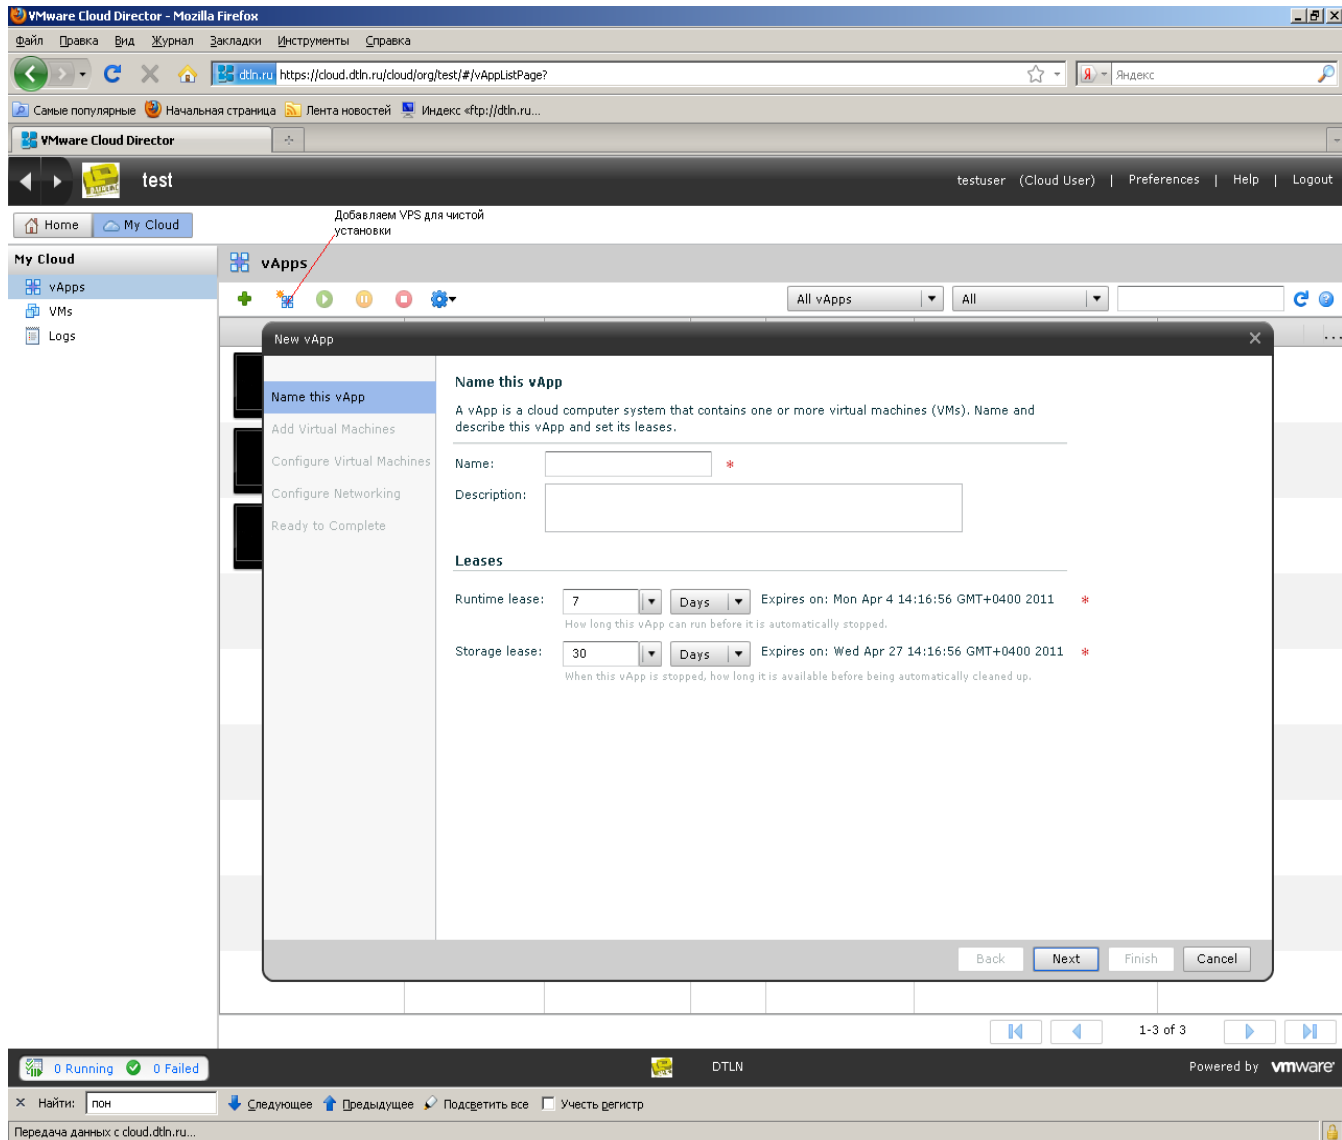 VMware Cloud Director - Mozilla Firefox
Файл Правка Вид Журнал Закладки Инструменты Справка
dtln.ru https://cloud.dtln.ru/cloud/org/test/#/vAppListPage? Яндекс
Самые популярные Начальная страница Лента новостей Индекс «ftp://dtln.ru...
VMware Cloud Director
test testuser (Cloud User) | Preferences | Help | Logout
Home My Cloud
Добавляем VPS для чистой
установки
My Cloud
vApps
VMs
Logs
vApps
All vApps All
New vApp
Name this vApp
Add Virtual Machines
Configure Virtual Machines
Configure Networking
Ready to Complete
Name this vApp
A vApp is a cloud computer system that contains one or more virtual machines (VMs). Name and
describe this vApp and set its leases.
Name: *
Description:
Leases
Runtime lease: 7 Days Expires on: Mon Apr 4 14:16:56 GMT+0400 2011 *
How long this vApp can run before it is automatically stopped.
Storage lease: 30 Days Expires on: Wed Apr 27 14:16:56 GMT+0400 2011 *
When this vApp is stopped, how long it is available before being automatically cleaned up.
Back Next Finish Cancel
1-3 of 3
0 Running 0 Failed DTLN Powered by vmware
Найти: пон Следующее Предыдущее Подсветить все Учесть регистр
Передача данных с cloud.dtln.ru...